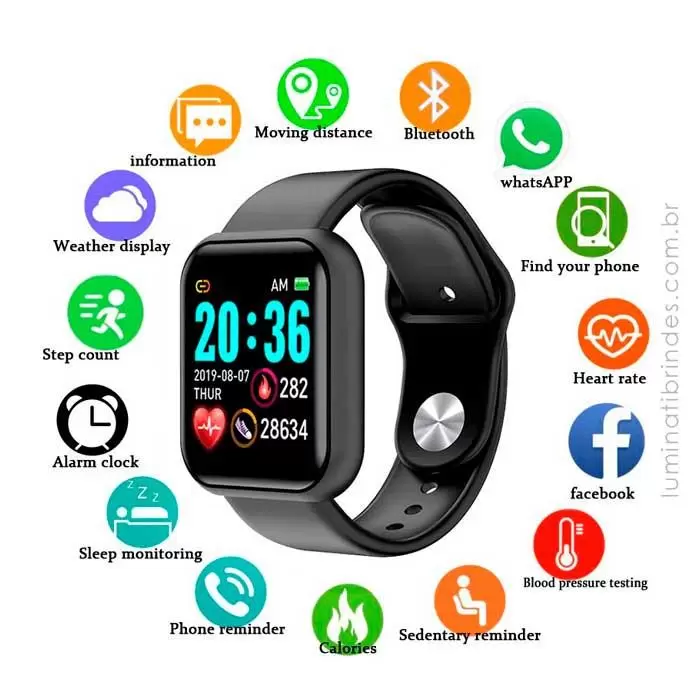 Moving distance
Bluetooth
information
whatsAPP
Weather display
Find your phone
Step count
Heart rate
Alarm clock
facebook
Sleep monitoring
Blood pressure testing
Phone reminder
Sedentary reminder
Calories
AM
20:36
2019-08-07
THUR
282
28634
Z Z Z
f
luminatibrindes.com.br